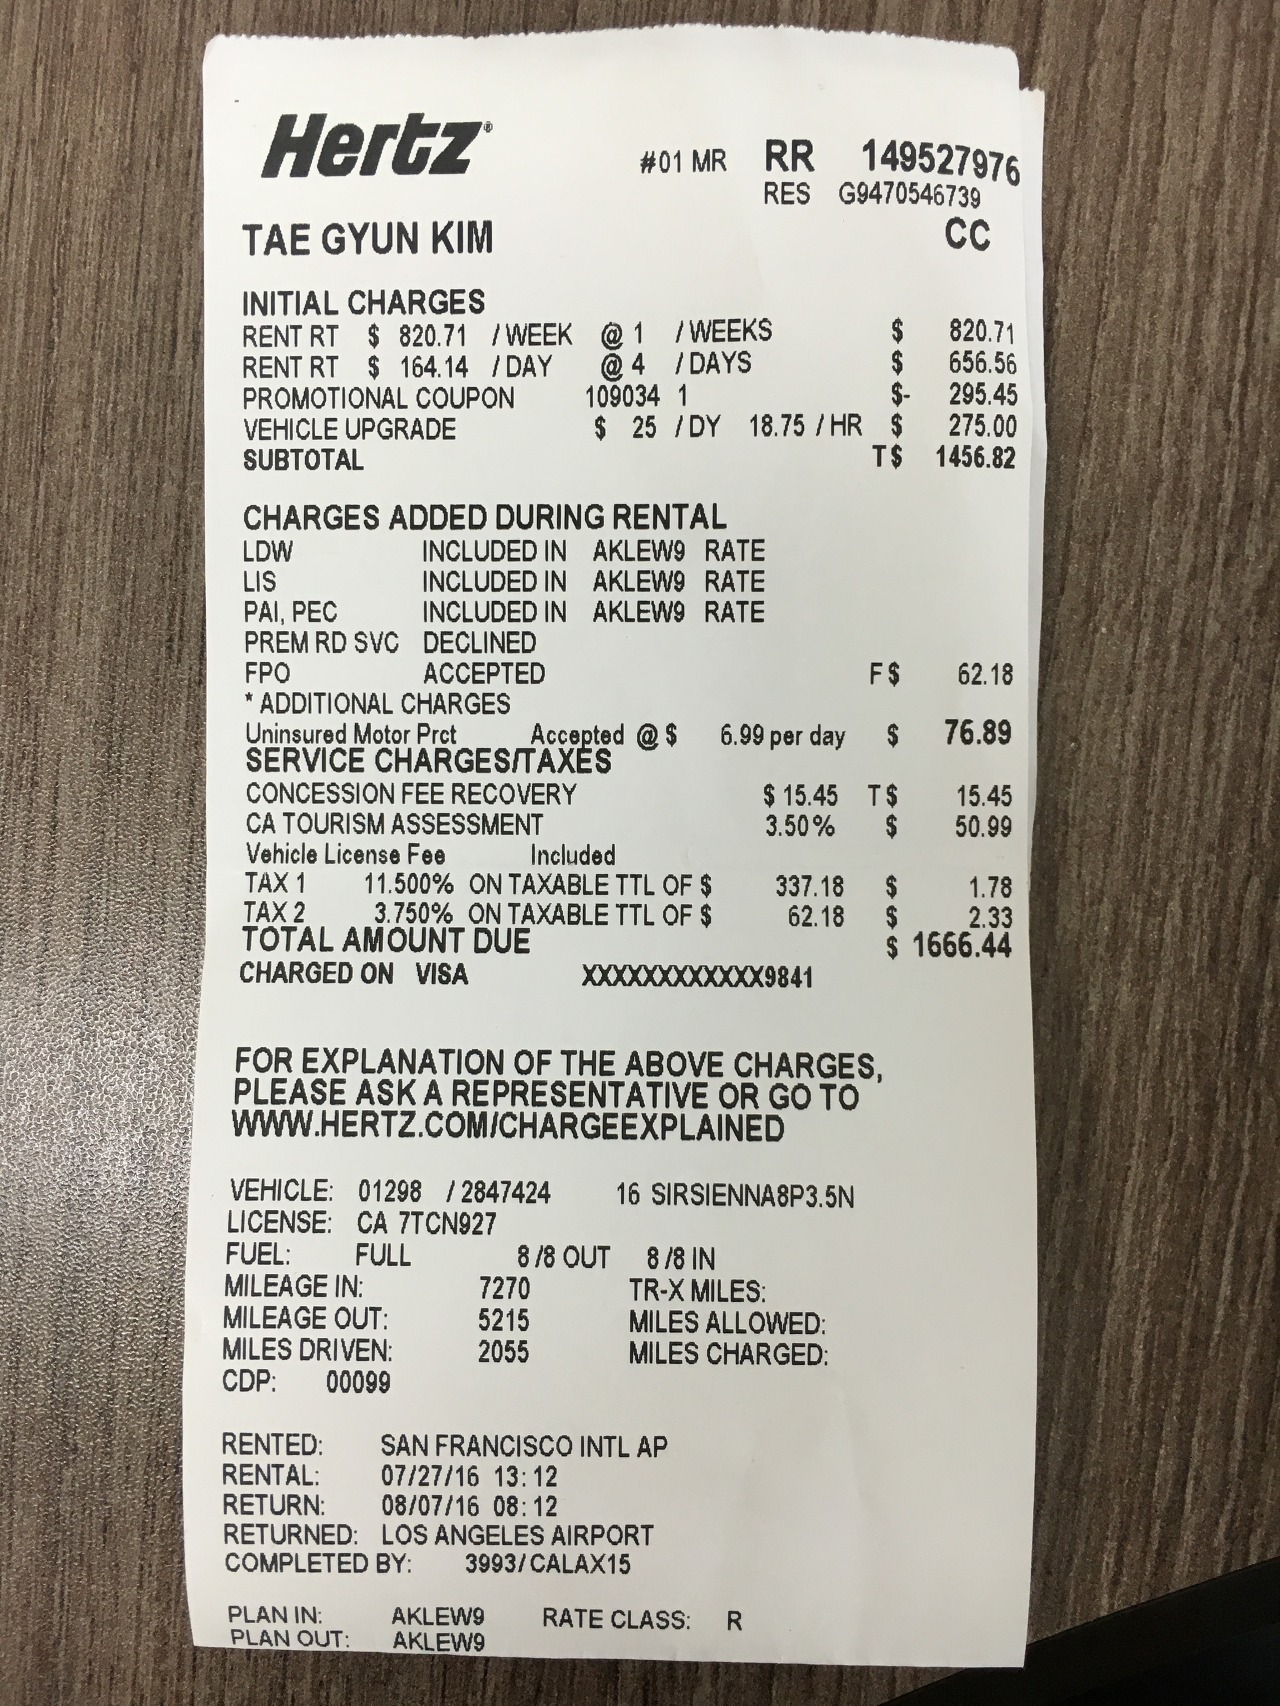 Hertz®
#01 MR RR 149527976
RES G9470546739
TAE GYUN KIM CC
INITIAL CHARGES
RENT RT $ 820.71 / WEEK @ 1 / WEEKS $ 820.71
RENT RT $ 164.14 / DAY @ 4 / DAYS $ 656.56
PROMOTIONAL COUPON 109034 1 $- 295.45
VEHICLE UPGRADE $ 25 / DY 18.75 / HR $ 275.00
SUBTOTAL T$ 1456.82
CHARGES ADDED DURING RENTAL
LDW INCLUDED IN AKLEW9 RATE
LIS INCLUDED IN AKLEW9 RATE
PAI, PEC INCLUDED IN AKLEW9 RATE
PREM RD SVC DECLINED
FPO ACCEPTED F$ 62.18
* ADDITIONAL CHARGES
Uninsured Motor Prct Accepted @ $ 6.99 per day $ 76.89
SERVICE CHARGES/TAXES
CONCESSION FEE RECOVERY $ 15.45 T$ 15.45
CA TOURISM ASSESSMENT 3.50% $ 50.99
Vehicle License Fee Included
TAX 1 11.500% ON TAXABLE TTL OF $ 337.18 $ 1.78
TAX 2 3.750% ON TAXABLE TTL OF $ 62.18 $ 2.33
TOTAL AMOUNT DUE $ 1666.44
CHARGED ON VISA XXXXXXXXXXXX9841
FOR EXPLANATION OF THE ABOVE CHARGES,
PLEASE ASK A REPRESENTATIVE OR GO TO
WWW.HERTZ.COM/CHARGEEXPLAINED
VEHICLE: 01298 / 2847424 16 SIRSIENNA8P3.5N
LICENSE: CA 7TCN927
FUEL: FULL 8/8 OUT 8/8 IN
MILEAGE IN: 7270 TR-X MILES:
MILEAGE OUT: 5215 MILES ALLOWED:
MILES DRIVEN: 2055 MILES CHARGED:
CDP: 00099
RENTED: SAN FRANCISCO INTL AP
RENTAL: 07/27/16 13:12
RETURN: 08/07/16 08:12
RETURNED: LOS ANGELES AIRPORT
COMPLETED BY: 3993/CALAX15
PLAN IN: AKLEW9 RATE CLASS: R
PLAN OUT: AKLEW9